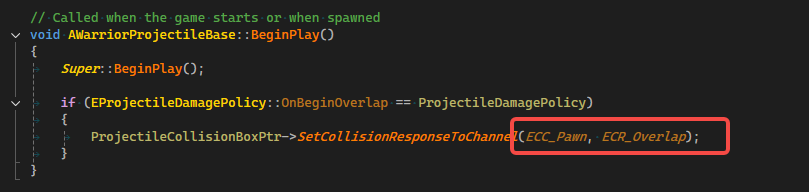 // Called when the game starts or when spawned
void AWarriorProjectileBase::BeginPlay()
{
Super::BeginPlay();
if (EProjectileDamagePolicy::OnBeginOverlap == ProjectileDamagePolicy)
{
ProjectileCollisionBoxPtr->SetCollisionResponseToChannel(ECC_Pawn, ECR_Overlap);
}
}